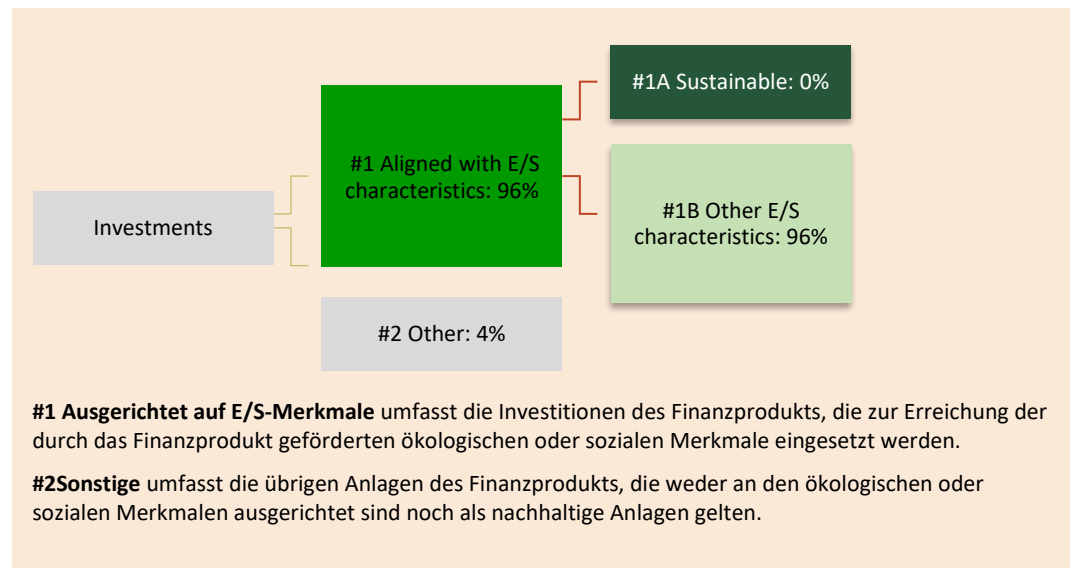 #1A Sustainable: 0%
#1 Aligned with E/S
characteristics: 96%
#1B Other E/S
characteristics: 96%
Investments
#2 Other: 4%
#1 Ausgerichtet auf E/S-Merkmale umfasst die Investitionen des Finanzprodukts, die zur Erreichung der
durch das Finanzprodukt geförderten ökologischen oder sozialen Merkmale eingesetzt werden.
#2Sonstige umfasst die übrigen Anlagen des Finanzprodukts, die weder an den ökologischen oder
sozialen Merkmalen ausgerichtet sind noch als nachhaltige Anlagen gelten.